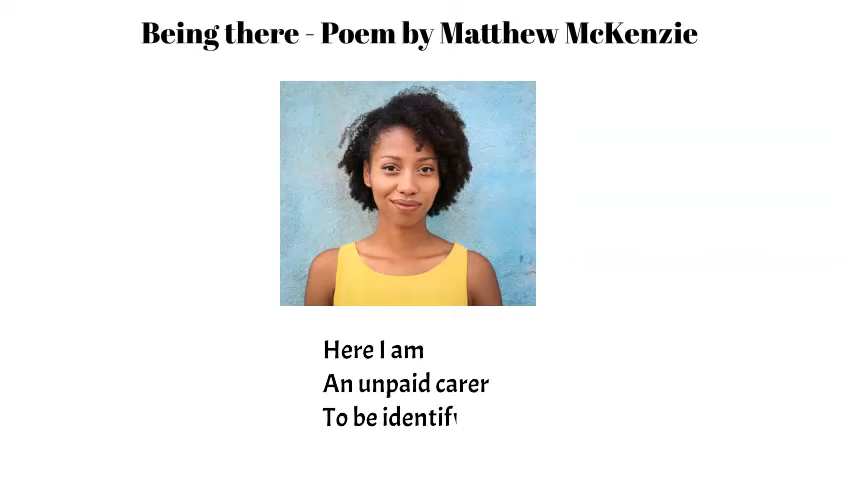 Being there - Poem by Matthew McKenzie
Here I am
An unpaid carer
To be